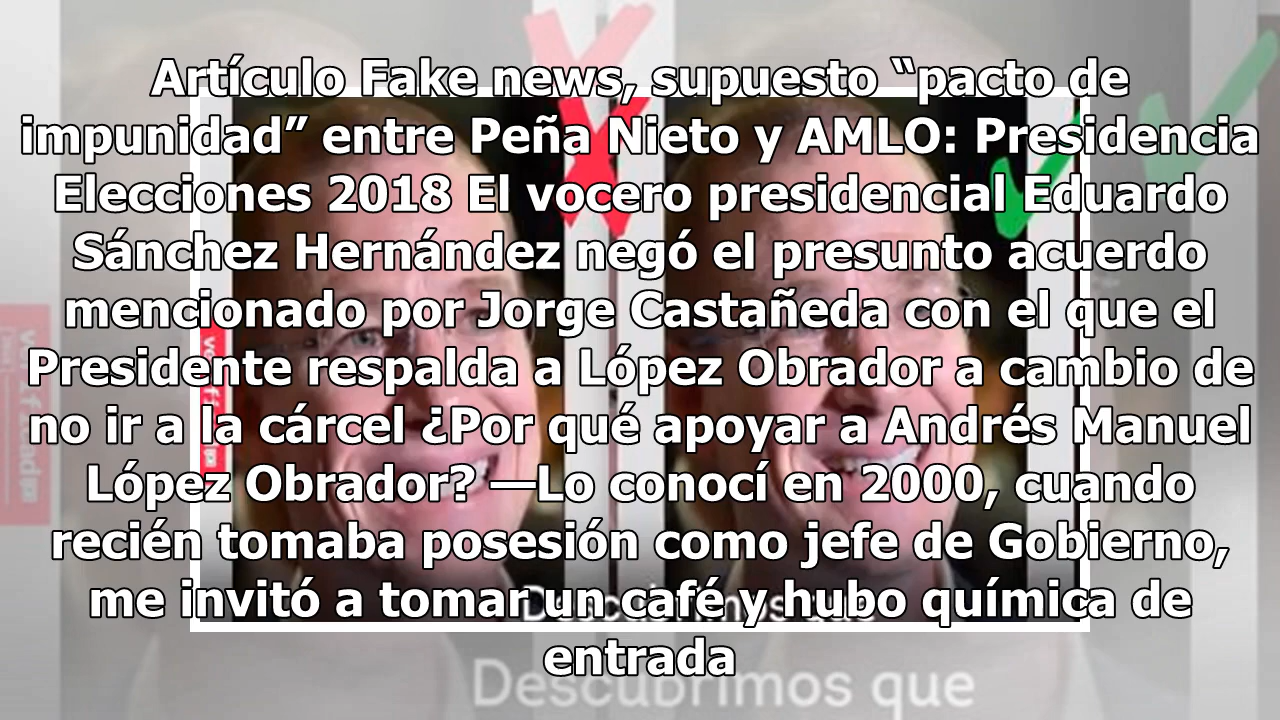 Artículo Fake news, supuesto “pacto de
impunidad” entre Peña Nieto y AMLO: Presidencia
Elecciones 2018 El vocero presidencial Eduardo
Sánchez Hernández negó el presunto acuerdo
mencionado por Jorge Castañeda con el que el
Presidente respalda a López Obrador a cambio de
no ir a la cárcel ¿Por qué apoyar a Andrés Manuel
López Obrador? —Lo conocí en 2000, cuando
recién tomaba posesión como jefe de Gobierno,
me invitó a tomar un café y hubo química de
entrada
Descubrimos que
Descubrimos que